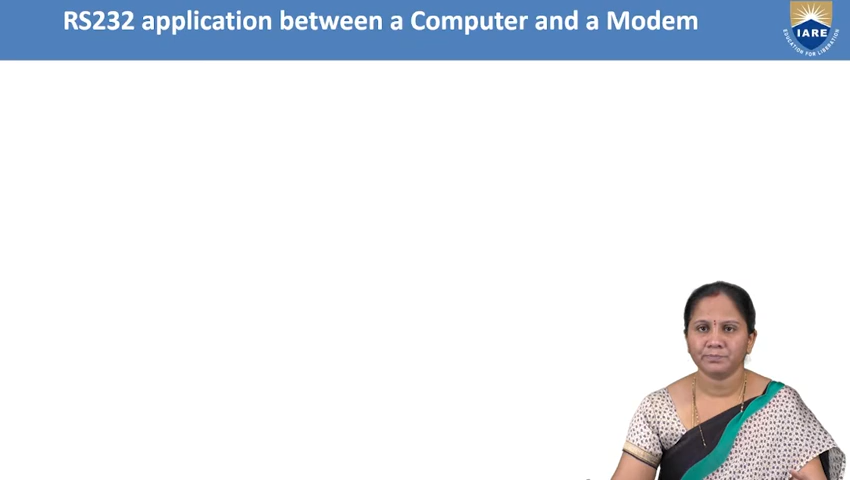 RS232 application between a Computer and a Modem
IARE
EDUCATION FOR LIBERATION